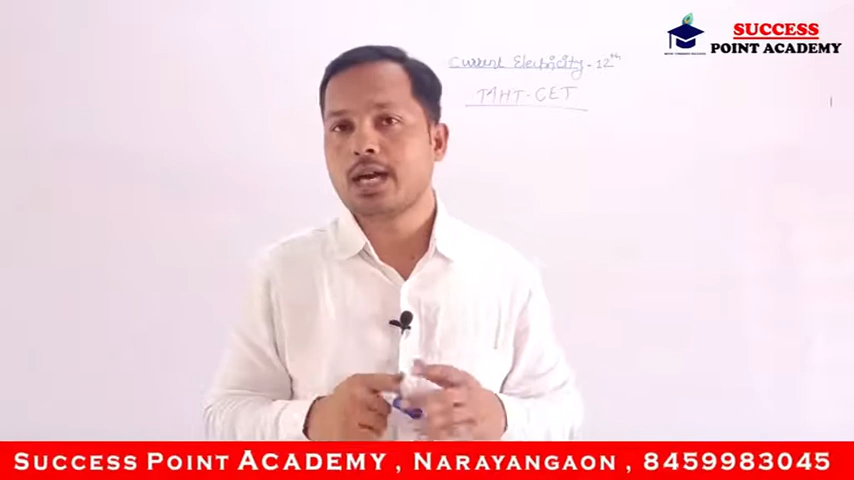 Current Electricity - 12th
MHT-CET
SUCCESS
POINT ACADEMY
SUCCESS POINT ACADEMY , NARAYANGAON , 8459983045